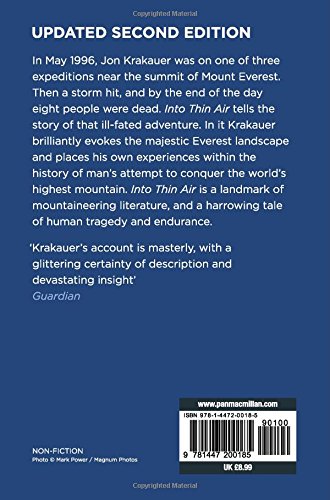 UPDATED SECOND EDITION
In May 1996, Jon Krakauer was on one of three
expeditions near the summit of Mount Everest.
Then a storm hit, and by the end of the day
eight people were dead. Into Thin Air tells the
story of that ill-fated adventure. In it Krakauer
brilliantly evokes the majestic Everest landscape
and places his own experiences within the
history of man's attempt to conquer the world's
highest mountain. Into Thin Air is a landmark of
mountaineering literature, and a harrowing tale
of human tragedy and endurance.
'Krakauer's account is masterly, with a
glittering certainty of description and
devastating insight'
Guardian
www.panmacmillan.com
ISBN 978-1-4472-0018-5
90100
9 781447 200185
UK £8.99
NON-FICTION
Photo © Mark Power / Magnum Photos